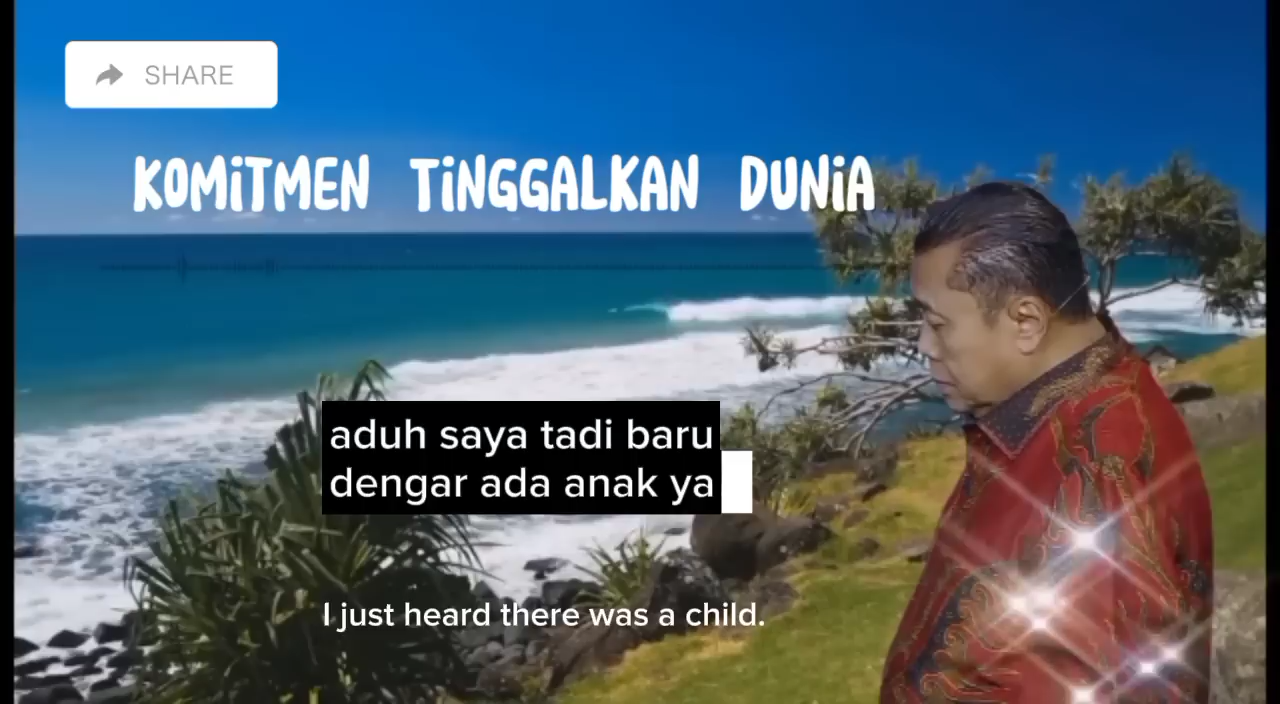 SHARE
KOMiTMEN TiNGGALKAN DUNiA
aduh saya tadi baru
dengar ada anak ya
I just heard there was a child.